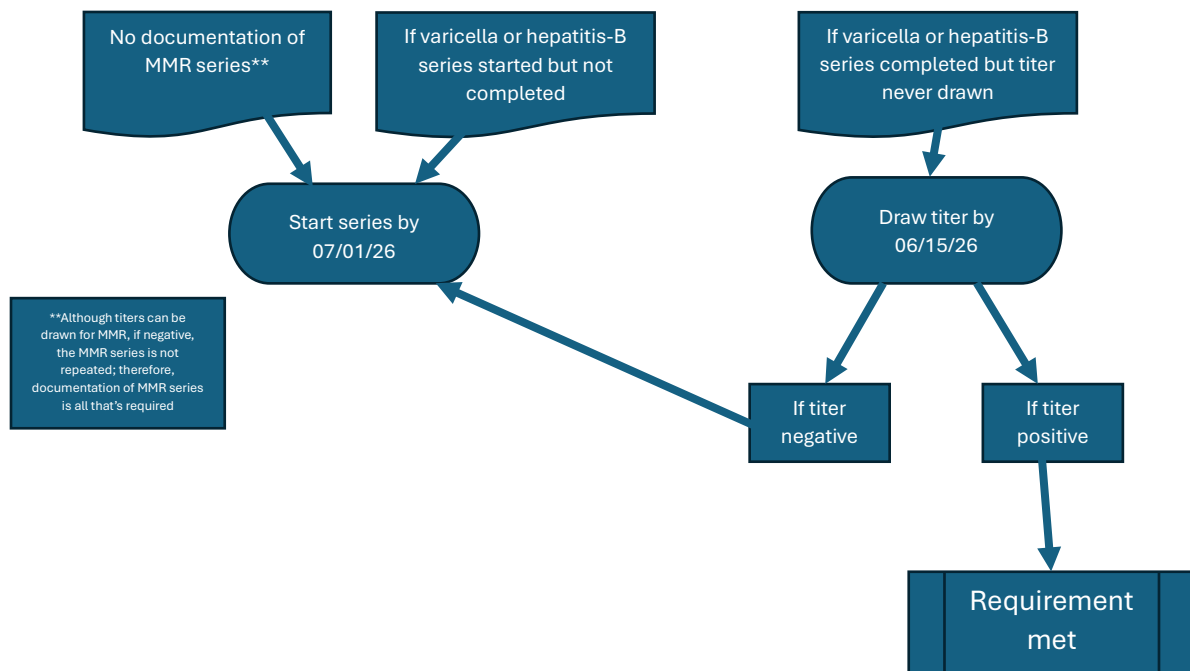 No documentation of
MMR series**
If varicella or hepatitis-B
series started but not
completed
If varicella or hepatitis-B
series completed but titer
never drawn
Start series by
07/01/26
Draw titer by
06/15/26
**Although titers can be
drawn for MMR, if negative,
the MMR series is not
repeated; therefore,
documentation of MMR series
is all that’s required
If titer
negative
If titer
positive
Requirement
met